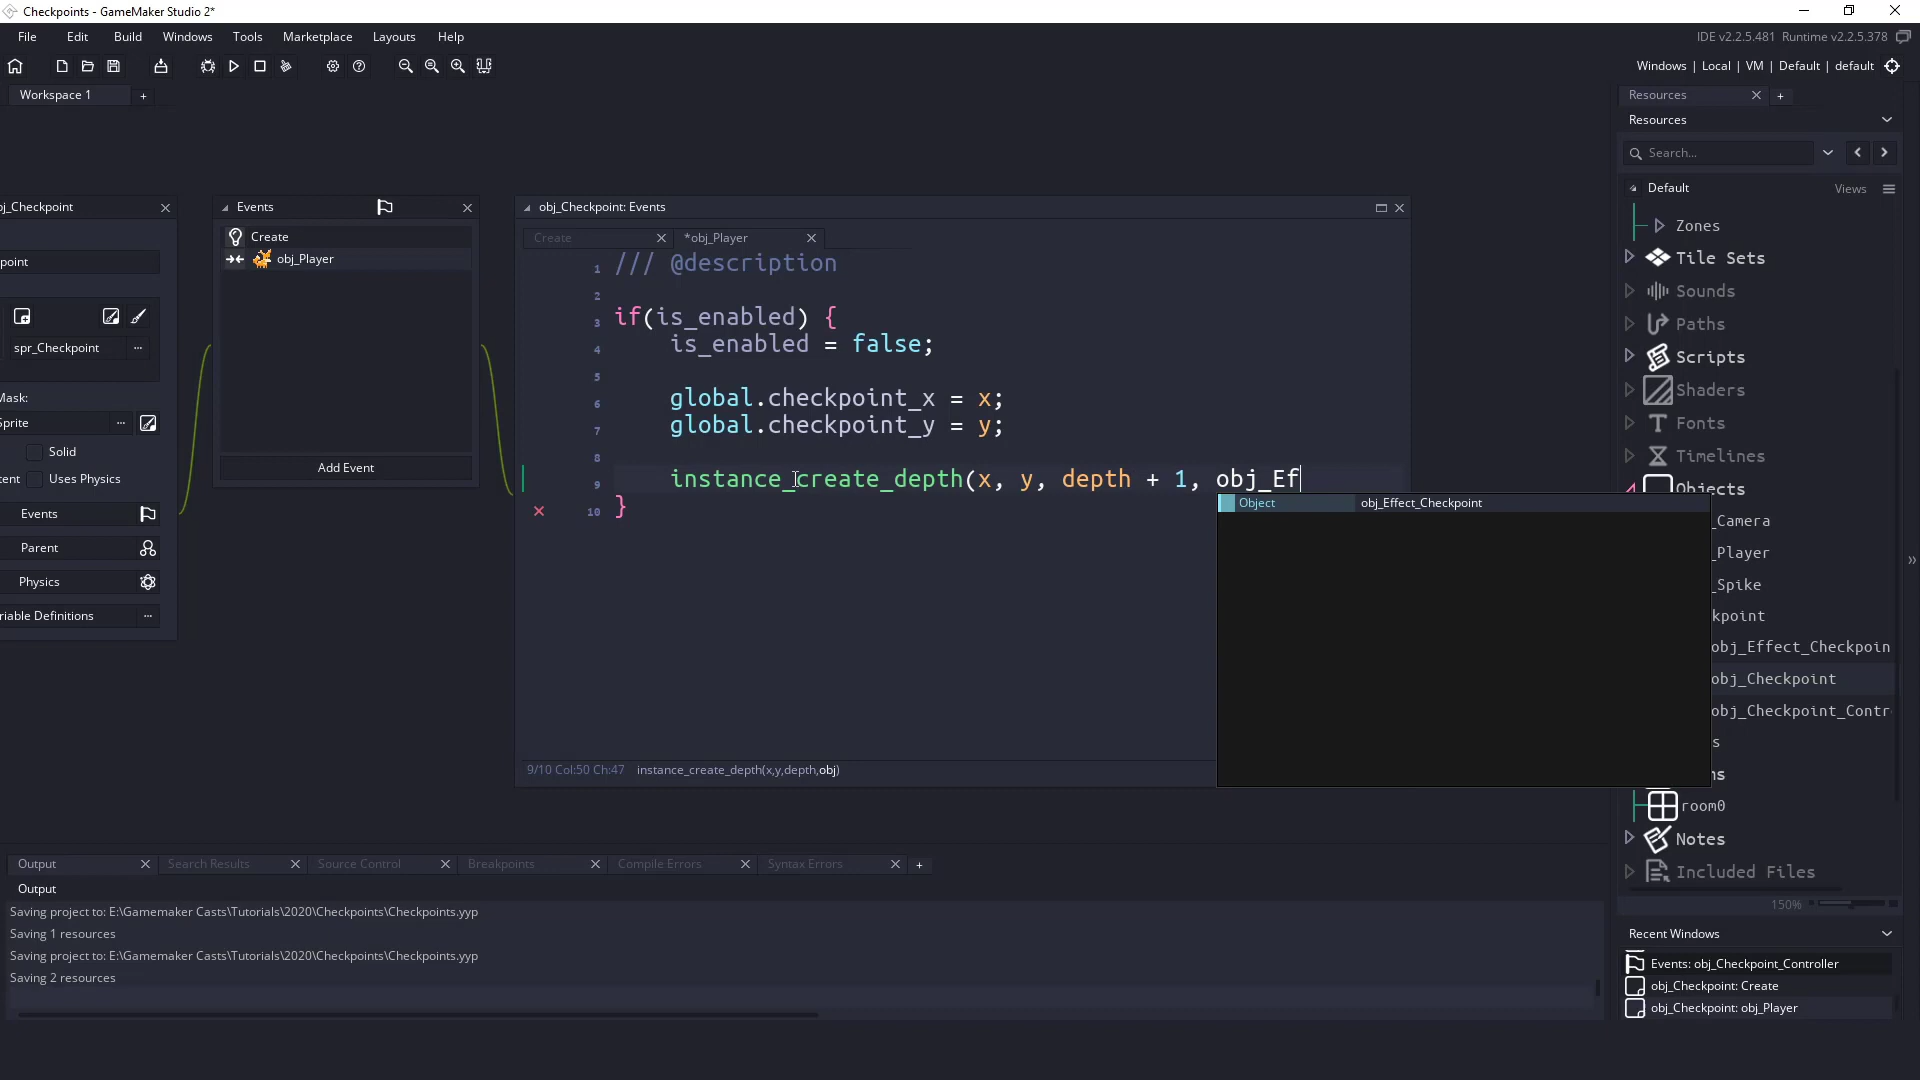 Checkpoints - GameMaker Studio 2*
File Edit Build Windows Tools Marketplace Layouts Help
IDE v2.2.5.481 Runtime v2.2.5.378
Windows | Local | VM | Default | default
Workspace 1 +
Resources
Resources
Search...
Default Views
Zones
Tile Sets
Sounds
Paths
Scripts
Shaders
Fonts
Timelines
Objects
_Camera
_Player
_Spike
kpoint
obj_Effect_Checkpoin
obj_Checkpoint
obj_Checkpoint_Contr
s
ns
room0
Notes
Included Files
150%
Recent Windows
Events: obj_Checkpoint_Controller
obj_Checkpoint: Create
obj_Checkpoint: obj_Player
bj_Checkpoint
point
spr_Checkpoint ...
Mask:
prite ...
Solid
tent Uses Physics
Events
Parent
Physics
riable Definitions ...
Events
Create
obj_Player
Add Event
obj_Checkpoint: Events
Create *obj_Player
1 /// @description
2
3 if(is_enabled) {
4 is_enabled = false;
5
6 global.checkpoint_x = x;
7 global.checkpoint_y = y;
8
9 instance_create_depth(x, y, depth + 1, obj_Ef
10 }
Object obj_Effect_Checkpoint
9/10 Col:50 Ch:47 instance_create_depth(x,y,depth,obj)
Output Search Results Source Control Breakpoints Compile Errors Syntax Errors +
Output
Saving project to: E:\Gamemaker Casts\Tutorials\2020\Checkpoints\Checkpoints.yyp
Saving 1 resources
Saving project to: E:\Gamemaker Casts\Tutorials\2020\Checkpoints\Checkpoints.yyp
Saving 2 resources